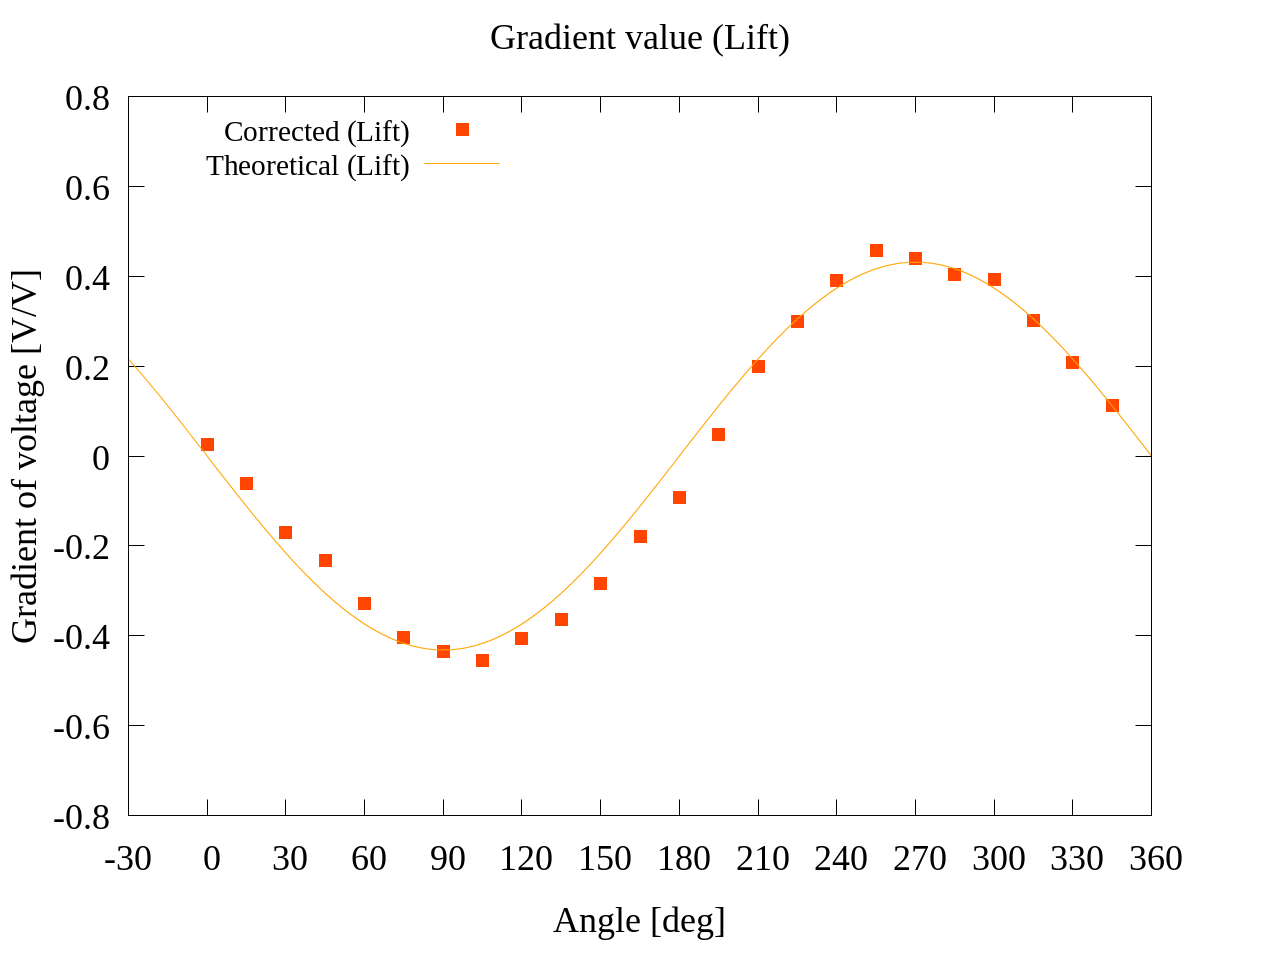 Gradient value (Lift)
0.8
0.6
0.4
0.2
0
-0.2
-0.4
-0.6
-0.8
Gradient of voltage [V/V]
Corrected (Lift)
Theoretical (Lift)
-30 0 30 60 90 120 150 180 210 240 270 300 330 360
Angle [deg]